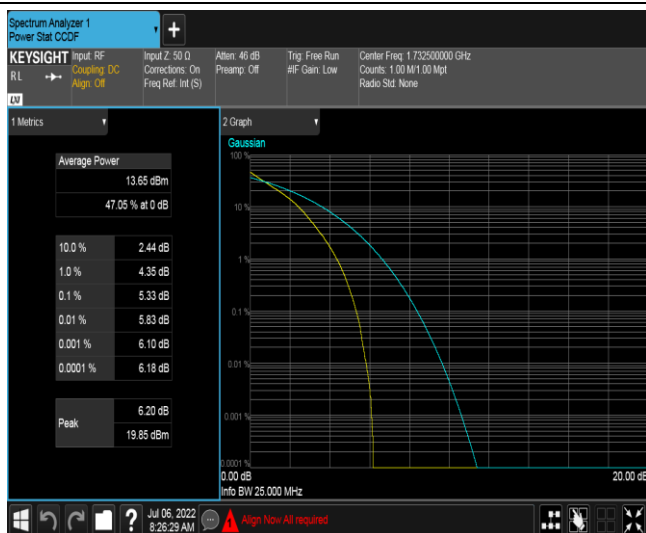 Spectrum Analyzer 1
Power Stat CCDF
+
KEYSIGHT
RL
LXI
Input: RF
Coupling: DC
Align: Off
Input Z: 50 Ω
Corrections: On
Freq Ref: Int (S)
Atten: 46 dB
Preamp: Off
Trig: Free Run
#IF Gain: Low
Center Freq: 1.732500000 GHz
Counts: 1.00 M/1.00 Mpt
Radio Std: None
1 Metrics
Average Power
13.65 dBm
47.05 % at 0 dB
10.0 % 2.44 dB
1.0 % 4.35 dB
0.1 % 5.33 dB
0.01 % 5.83 dB
0.001 % 6.10 dB
0.0001 % 6.18 dB
Peak 6.20 dB
19.85 dBm
2 Graph
Gaussian
100 %
10 %
1 %
0.1 %
0.01 %
0.001 %
0.0001 %
0.00 dB 20.00 dB
Info BW 25.000 MHz
?
Jul 06, 2022
8:26:29 AM
Align Now All required